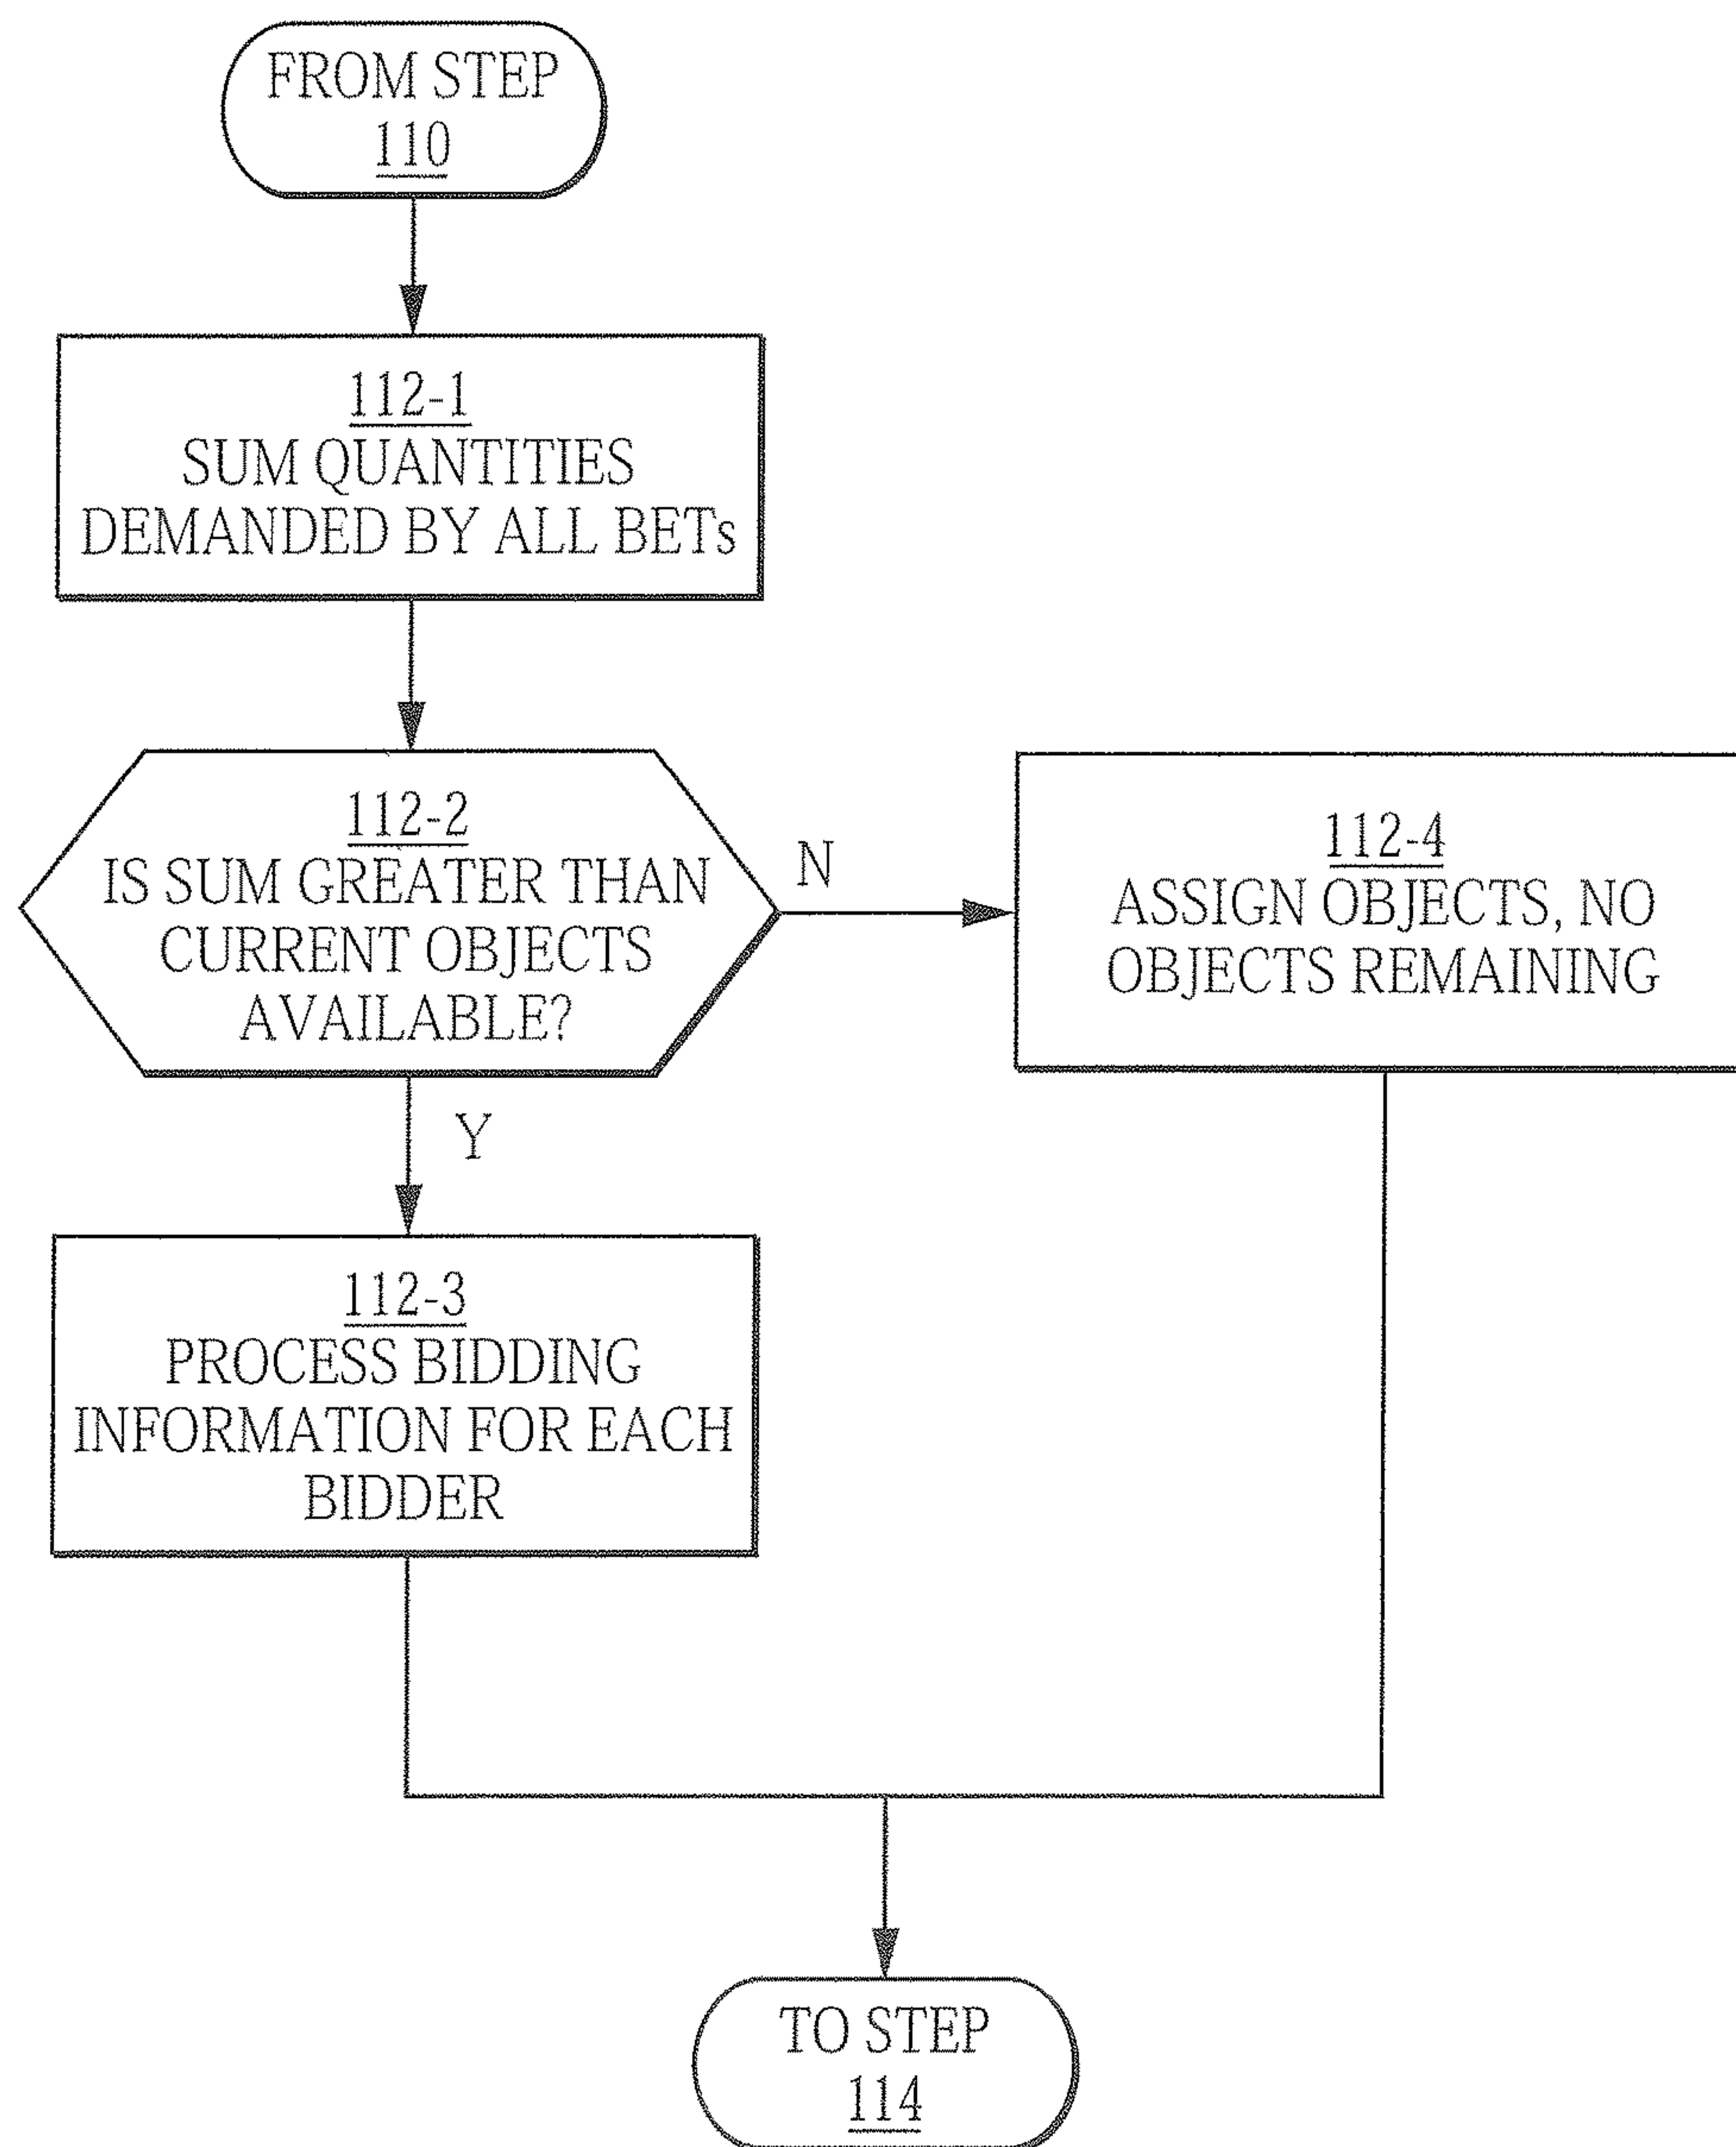 FROM STEP
110
112-1
SUM QUANTITIES
DEMANDED BY ALL BETs
112-2
IS SUM GREATER THAN
CURRENT OBJECTS
AVAILABLE?
N
112-4
ASSIGN OBJECTS, NO
OBJECTS REMAINING
Y
112-3
PROCESS BIDDING
INFORMATION FOR EACH
BIDDER
TO STEP
114